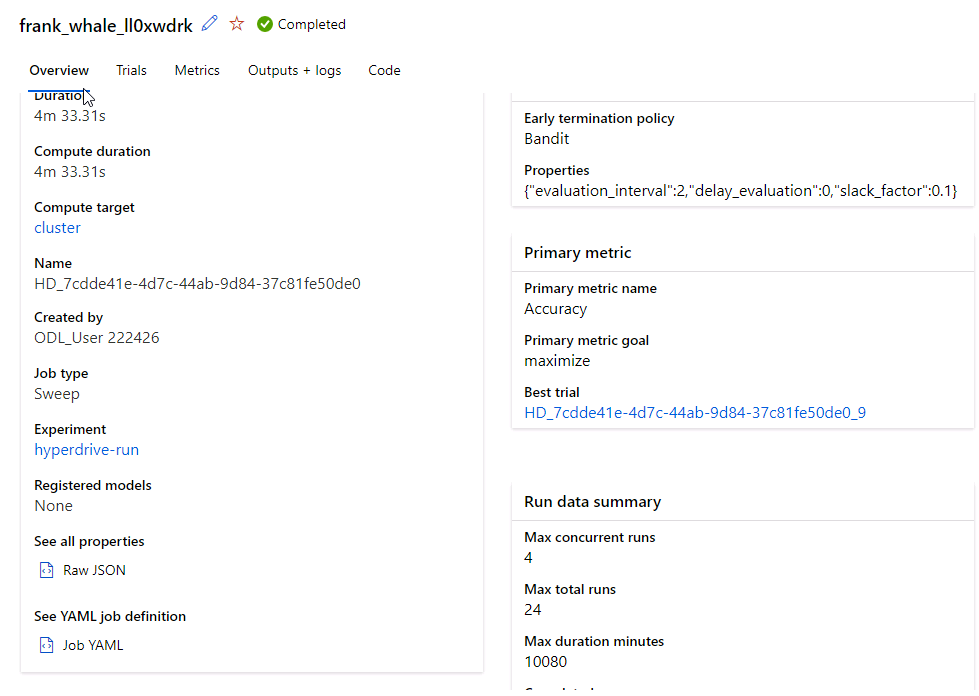 frank_whale_ll0xwdrk
Completed
Overview
Trials
Metrics
Outputs + logs
Code
Duration
4m 33.31s
Compute duration
4m 33.31s
Compute target
cluster
Name
HD_7cdde41e-4d7c-44ab-9d84-37c81fe50de0
Created by
ODL_User 222426
Job type
Sweep
Experiment
hyperdrive-run
Registered models
None
See all properties
Raw JSON
See YAML job definition
Job YAML
Early termination policy
Bandit
Properties
{"evaluation_interval":2,"delay_evaluation":0,"slack_factor":0.1}
Primary metric
Primary metric name
Accuracy
Primary metric goal
maximize
Best trial
HD_7cdde41e-4d7c-44ab-9d84-37c81fe50de0_9
Run data summary
Max concurrent runs
4
Max total runs
24
Max duration minutes
10080